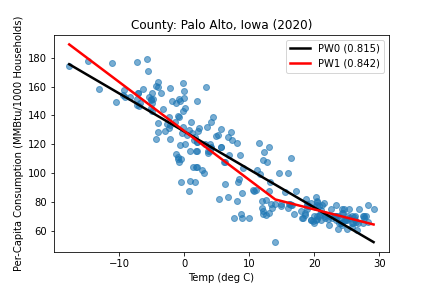 County: Palo Alto, Iowa (2020)
PW0 (0.815)
PW1 (0.842)
Per-Capita Consumption (MMBtu/1000 Households)
180
160
140
120
100
80
60
−10
0
10
20
30
Temp (deg C)